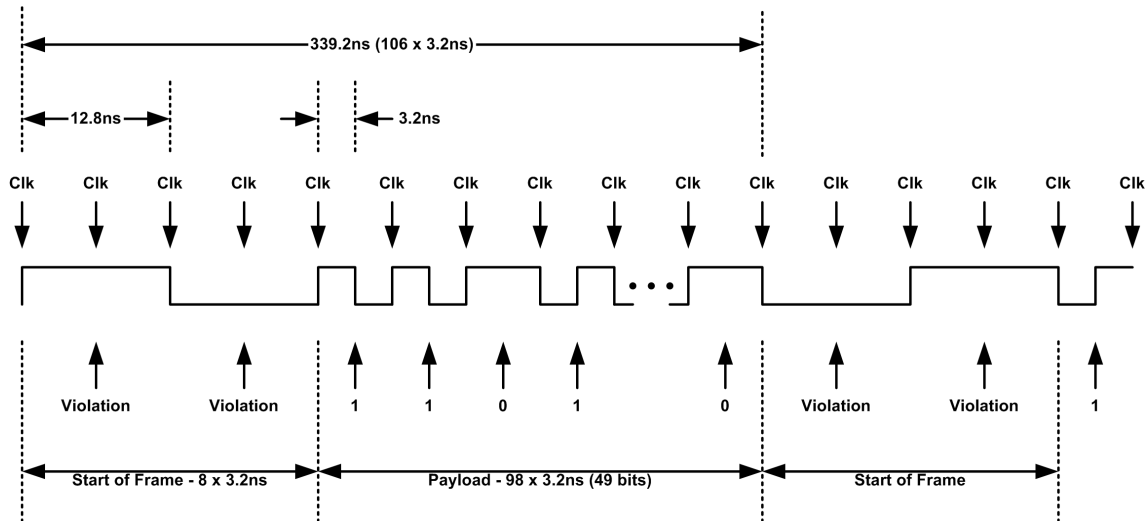 339.2ns (106 x 3.2ns)
12.8ns
3.2ns
Clk Clk Clk Clk Clk Clk Clk Clk Clk Clk Clk Clk Clk Clk Clk Clk
Violation Violation 1 1 0 1 0 Violation Violation 1
Start of Frame - 8 x 3.2ns Payload - 98 x 3.2ns (49 bits) Start of Frame